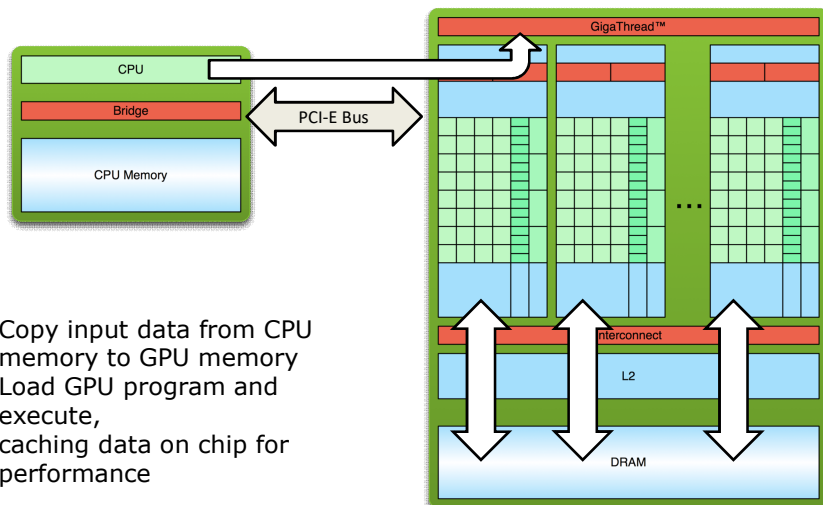 GigaThread™
CPU
Bridge
PCI-E Bus
CPU Memory
...
Copy input data from CPU
memory to GPU memory
Load GPU program and
execute,
caching data on chip for
performance
nterconnect
L2
DRAM